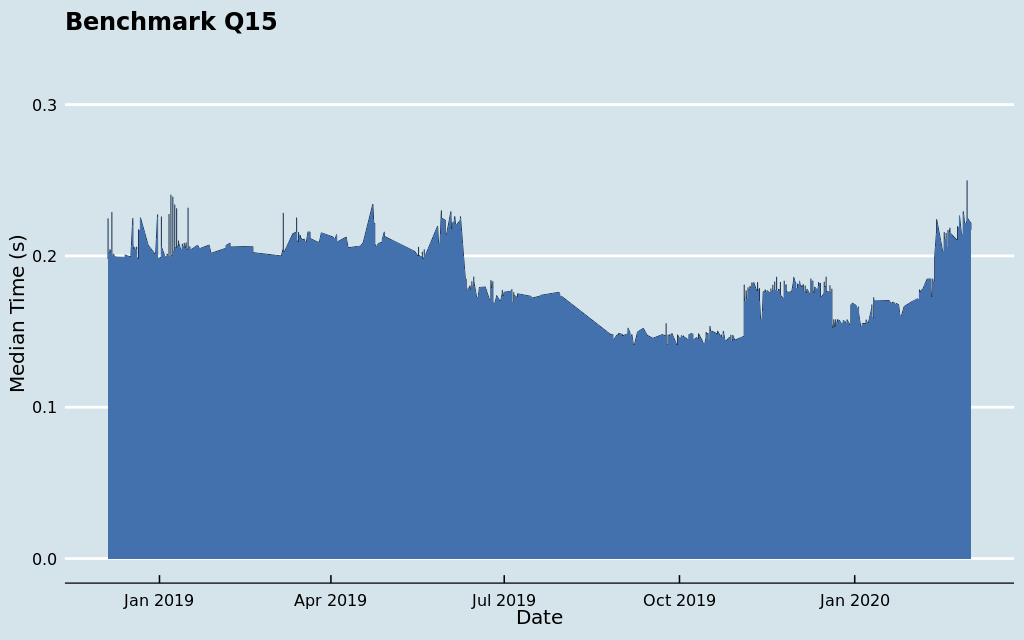 Benchmark Q15
Median Time (s)
0.3
0.2
0.1
0.0
Jan 2019
Apr 2019
Jul 2019
Oct 2019
Jan 2020
Date